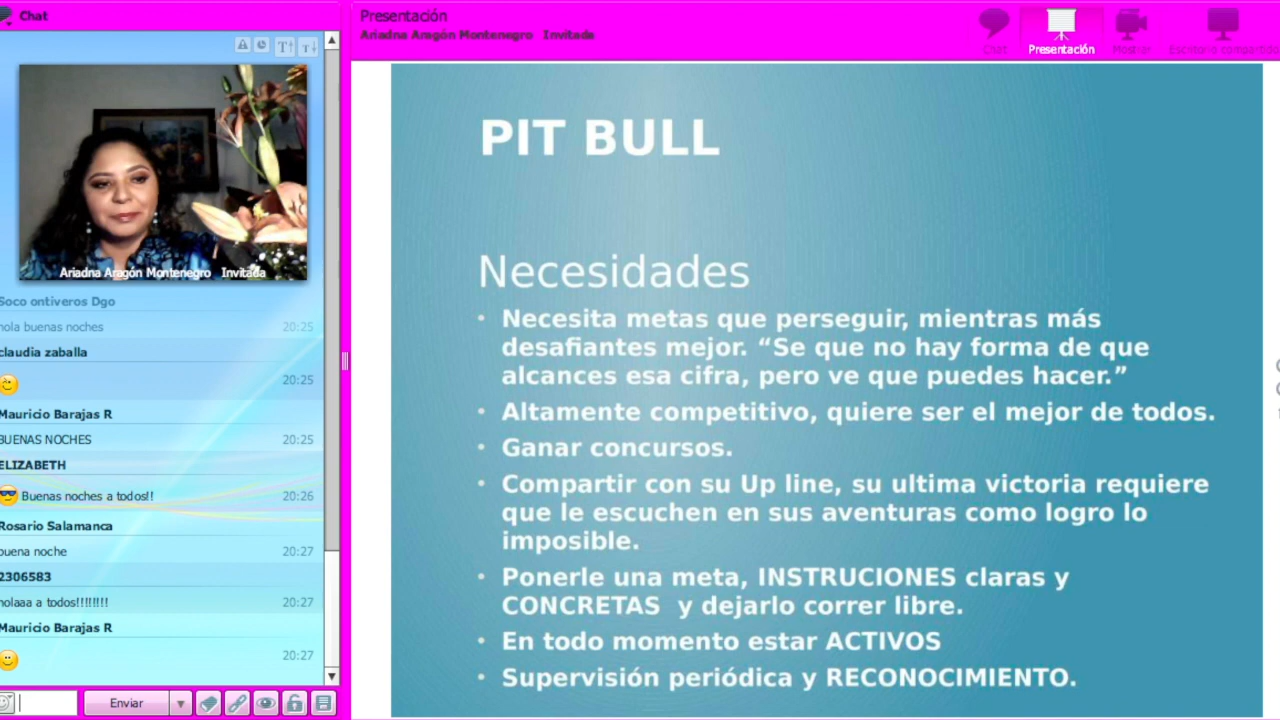 Chat
Ariadna Aragón Montenegro Invitada
Soco ontiveros Dgo
hola buenas noches 20:25
claudia zaballa
20:25
Mauricio Barajas R
BUENAS NOCHES 20:25
ELIZABETH
Buenas noches a todos!! 20:26
Rosario Salamanca
buena noche 20:27
2306583
holaaa a todos!!!!!!!! 20:27
Mauricio Barajas R
20:27
Enviar
Presentación
Ariadna Aragón Montenegro Invitada
Chat Presentación Mostrar Escritorio compartido
PIT BULL
Necesidades
• Necesita metas que perseguir, mientras más
desafiantes mejor. “Se que no hay forma de que
alcances esa cifra, pero ve que puedes hacer.”
• Altamente competitivo, quiere ser el mejor de todos.
• Ganar concursos.
• Compartir con su Up line, su ultima victoria requiere
que le escuchen en sus aventuras como logro lo
imposible.
• Ponerle una meta, INSTRUCIONES claras y
CONCRETAS y dejarlo correr libre.
• En todo momento estar ACTIVOS
• Supervisión periódica y RECONOCIMIENTO.